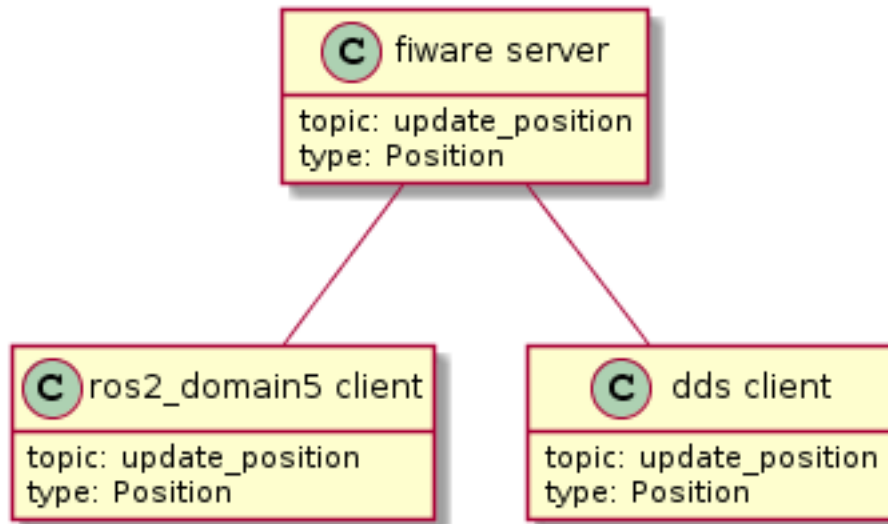 C fiware server
topic: update_position
type: Position
C ros2_domain5 client
topic: update_position
type: Position
C dds client
topic: update_position
type: Position